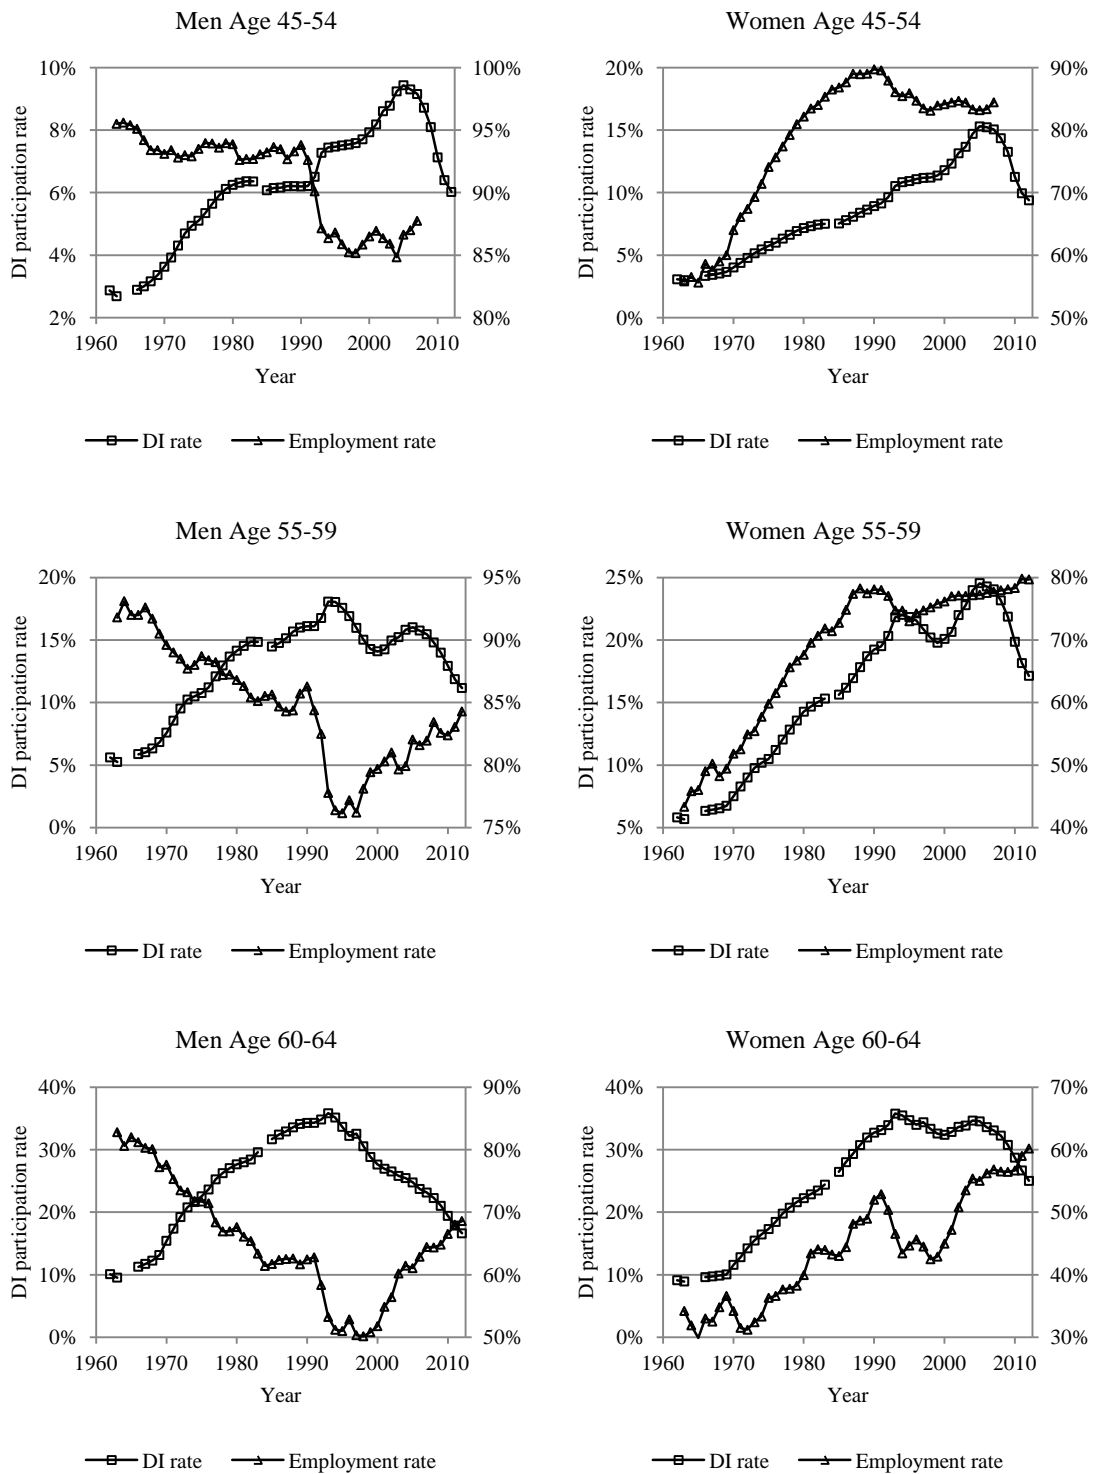 Men Age 45-54
DI participation rate
10%
8%
6%
4%
2%
100%
95%
90%
85%
80%
1960 1970 1980 1990 2000 2010
Year
DI rate Employment rate
Women Age 45-54
DI participation rate
20%
15%
10%
5%
0%
90%
80%
70%
60%
50%
1960 1970 1980 1990 2000 2010
Year
DI rate Employment rate
Men Age 55-59
DI participation rate
20%
15%
10%
5%
0%
95%
90%
85%
80%
75%
1960 1970 1980 1990 2000 2010
Year
DI rate Employment rate
Women Age 55-59
DI participation rate
25%
20%
15%
10%
5%
80%
70%
60%
50%
40%
1960 1970 1980 1990 2000 2010
Year
DI rate Employment rate
Men Age 60-64
DI participation rate
40%
30%
20%
10%
0%
90%
80%
70%
60%
50%
1960 1970 1980 1990 2000 2010
Year
DI rate Employment rate
Women Age 60-64
DI participation rate
40%
30%
20%
10%
0%
70%
60%
50%
40%
30%
1960 1970 1980 1990 2000 2010
Year
DI rate Employment rate